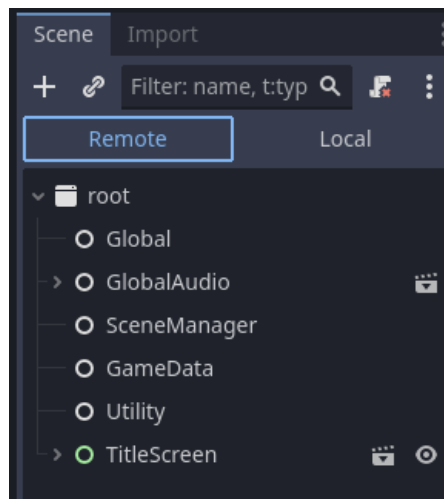 Scene Import
Filter: name, t:typ
Remote Local
root
Global
GlobalAudio
SceneManager
GameData
Utility
TitleScreen